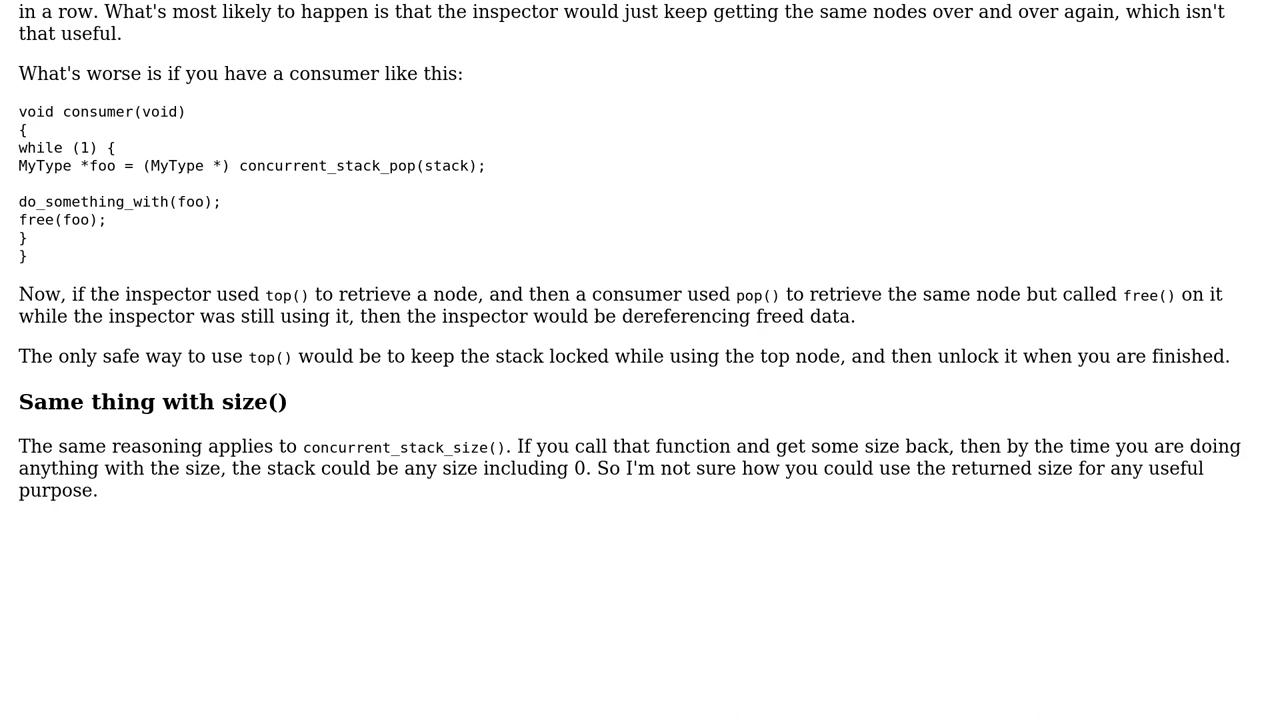 in a row. What's most likely to happen is that the inspector would just keep getting the same nodes over and over again, which isn't
that useful.
What's worse is if you have a consumer like this:
void consumer(void)
{
while (1) {
MyType *foo = (MyType *) concurrent_stack_pop(stack);
do_something_with(foo);
free(foo);
}
}
Now, if the inspector used top() to retrieve a node, and then a consumer used pop() to retrieve the same node but called free() on it
while the inspector was still using it, then the inspector would be dereferencing freed data.
The only safe way to use top() would be to keep the stack locked while using the top node, and then unlock it when you are finished.
Same thing with size()
The same reasoning applies to concurrent_stack_size(). If you call that function and get some size back, then by the time you are doing
anything with the size, the stack could be any size including 0. So I'm not sure how you could use the returned size for any useful
purpose.